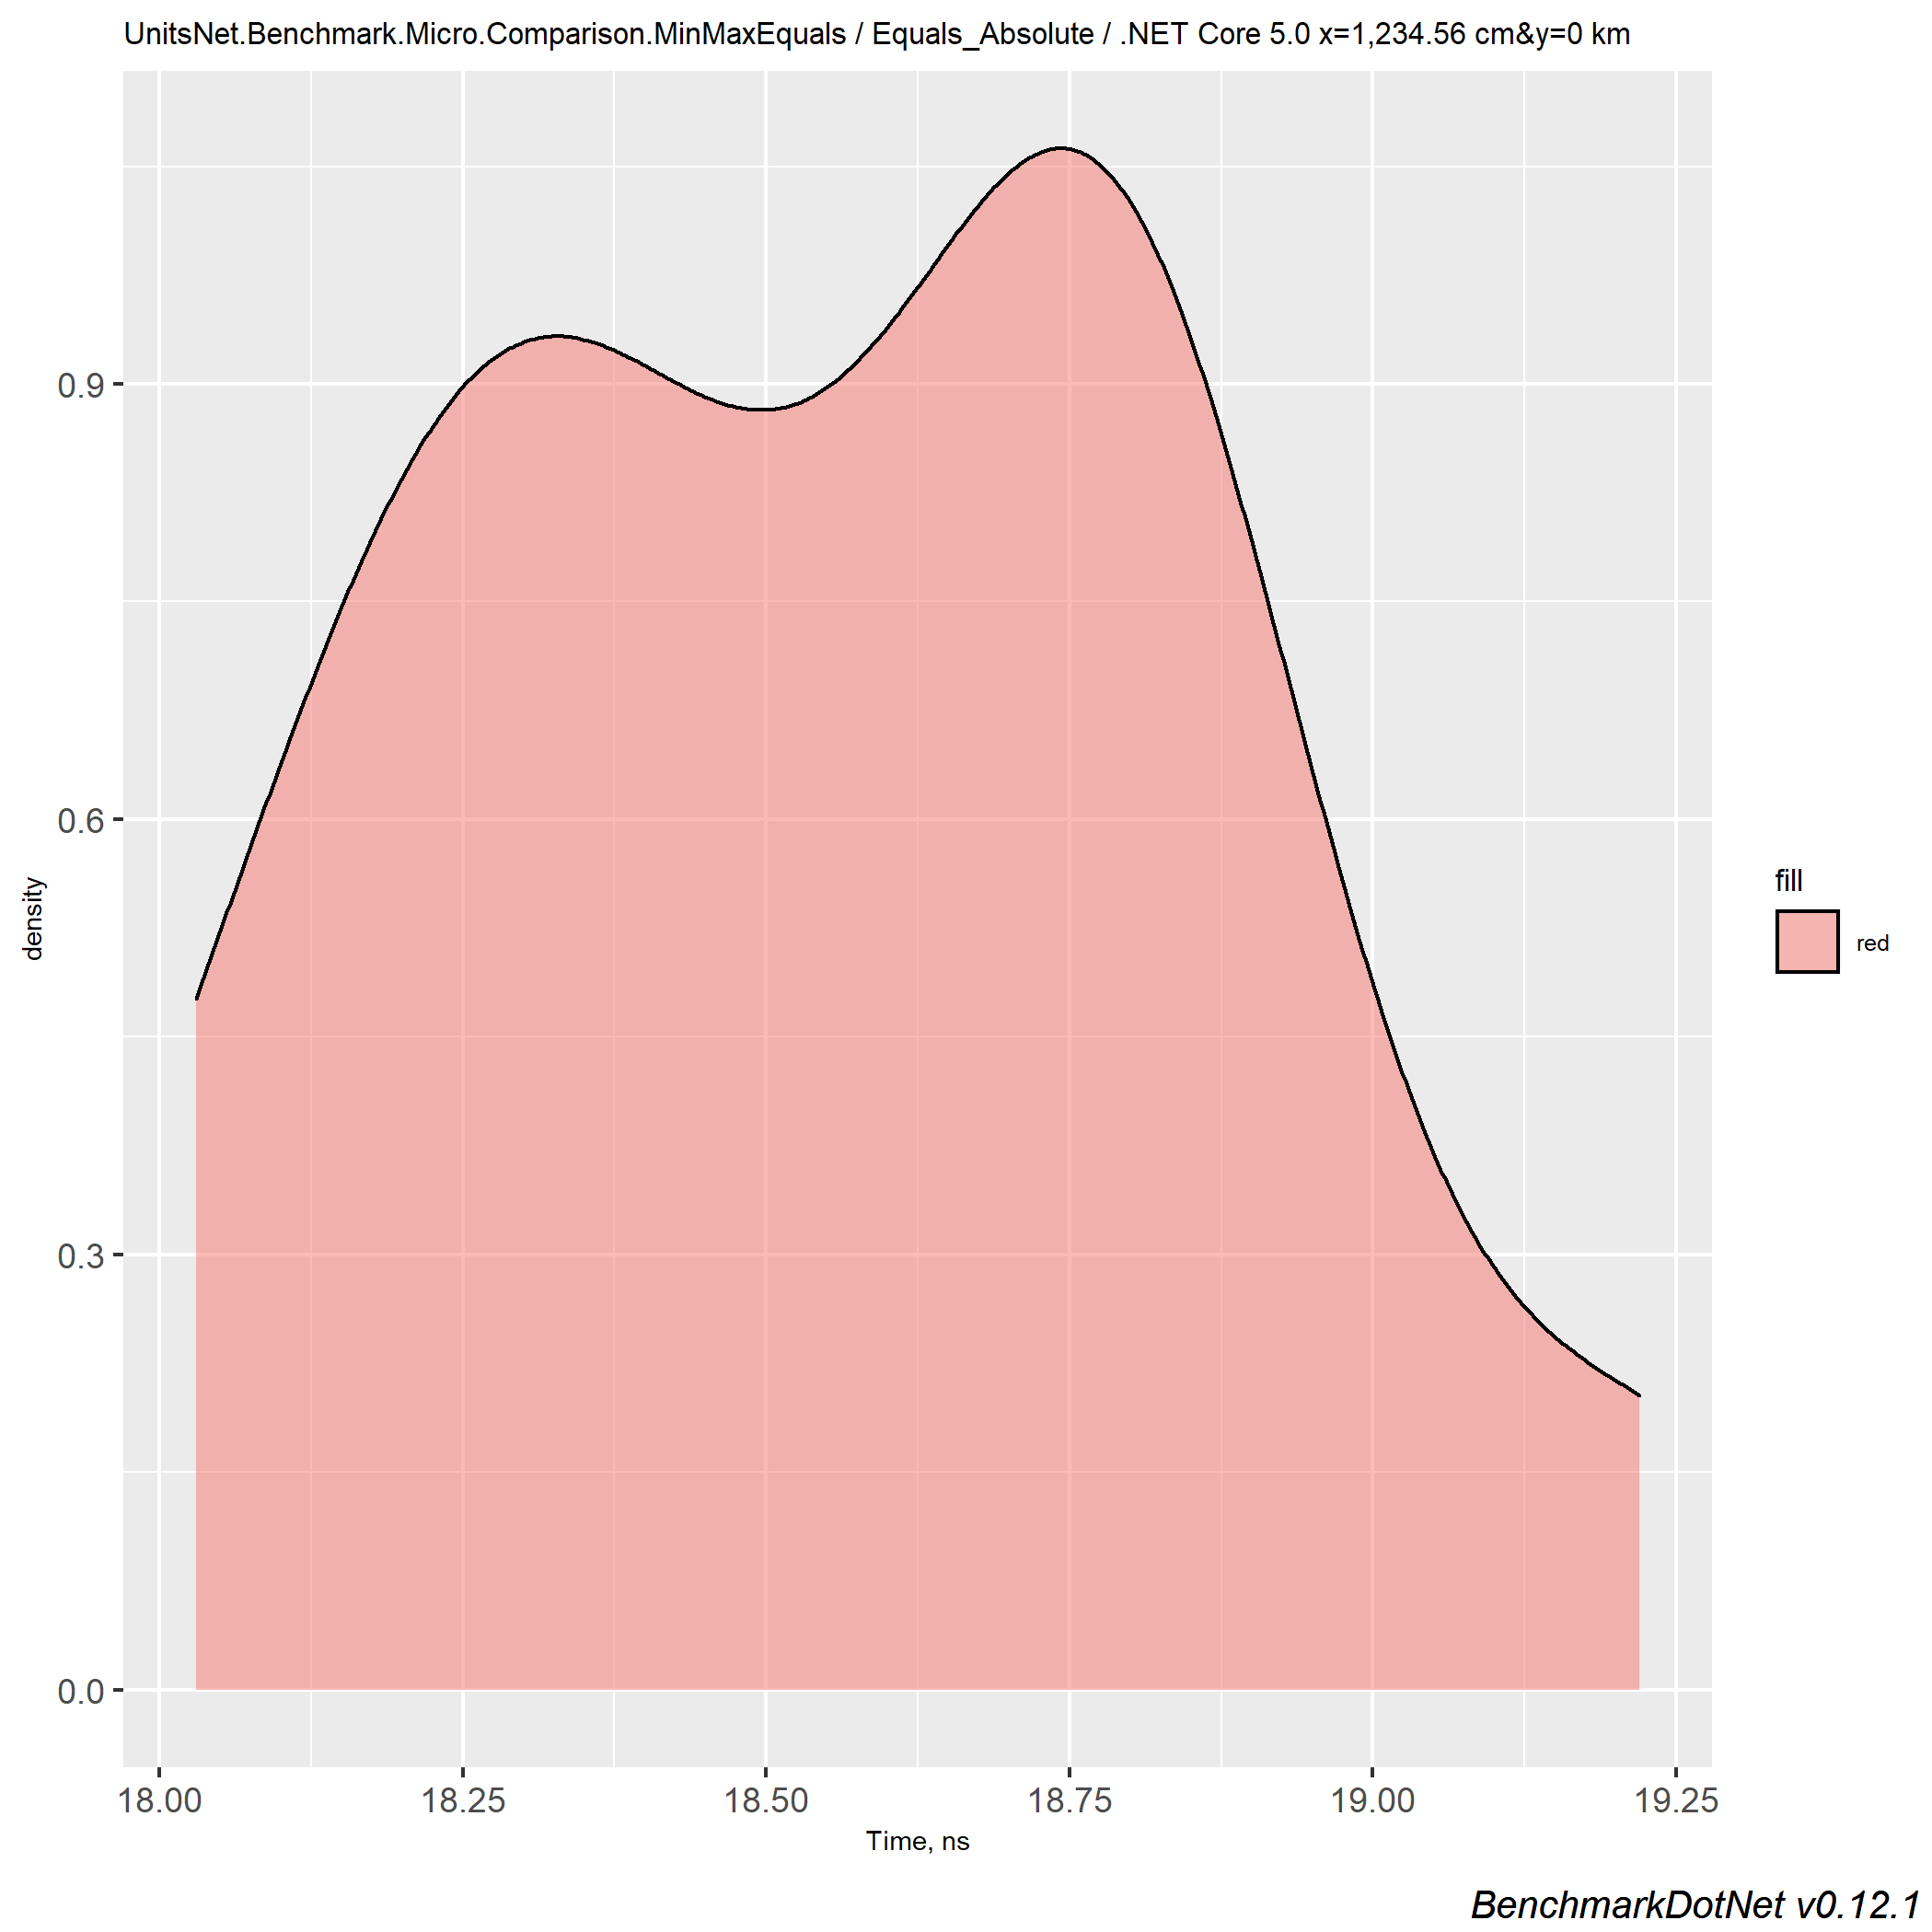 UnitsNet.Benchmark.Micro.Comparison.MinMaxEquals / Equals_Absolute / .NET Core 5.0 x=1,234.56 cm&y=0 km
0.9
0.6
0.3
0.0
density
18.00 18.25 18.50 18.75 19.00 19.25
Time, ns
fill
red
BenchmarkDotNet v0.12.1